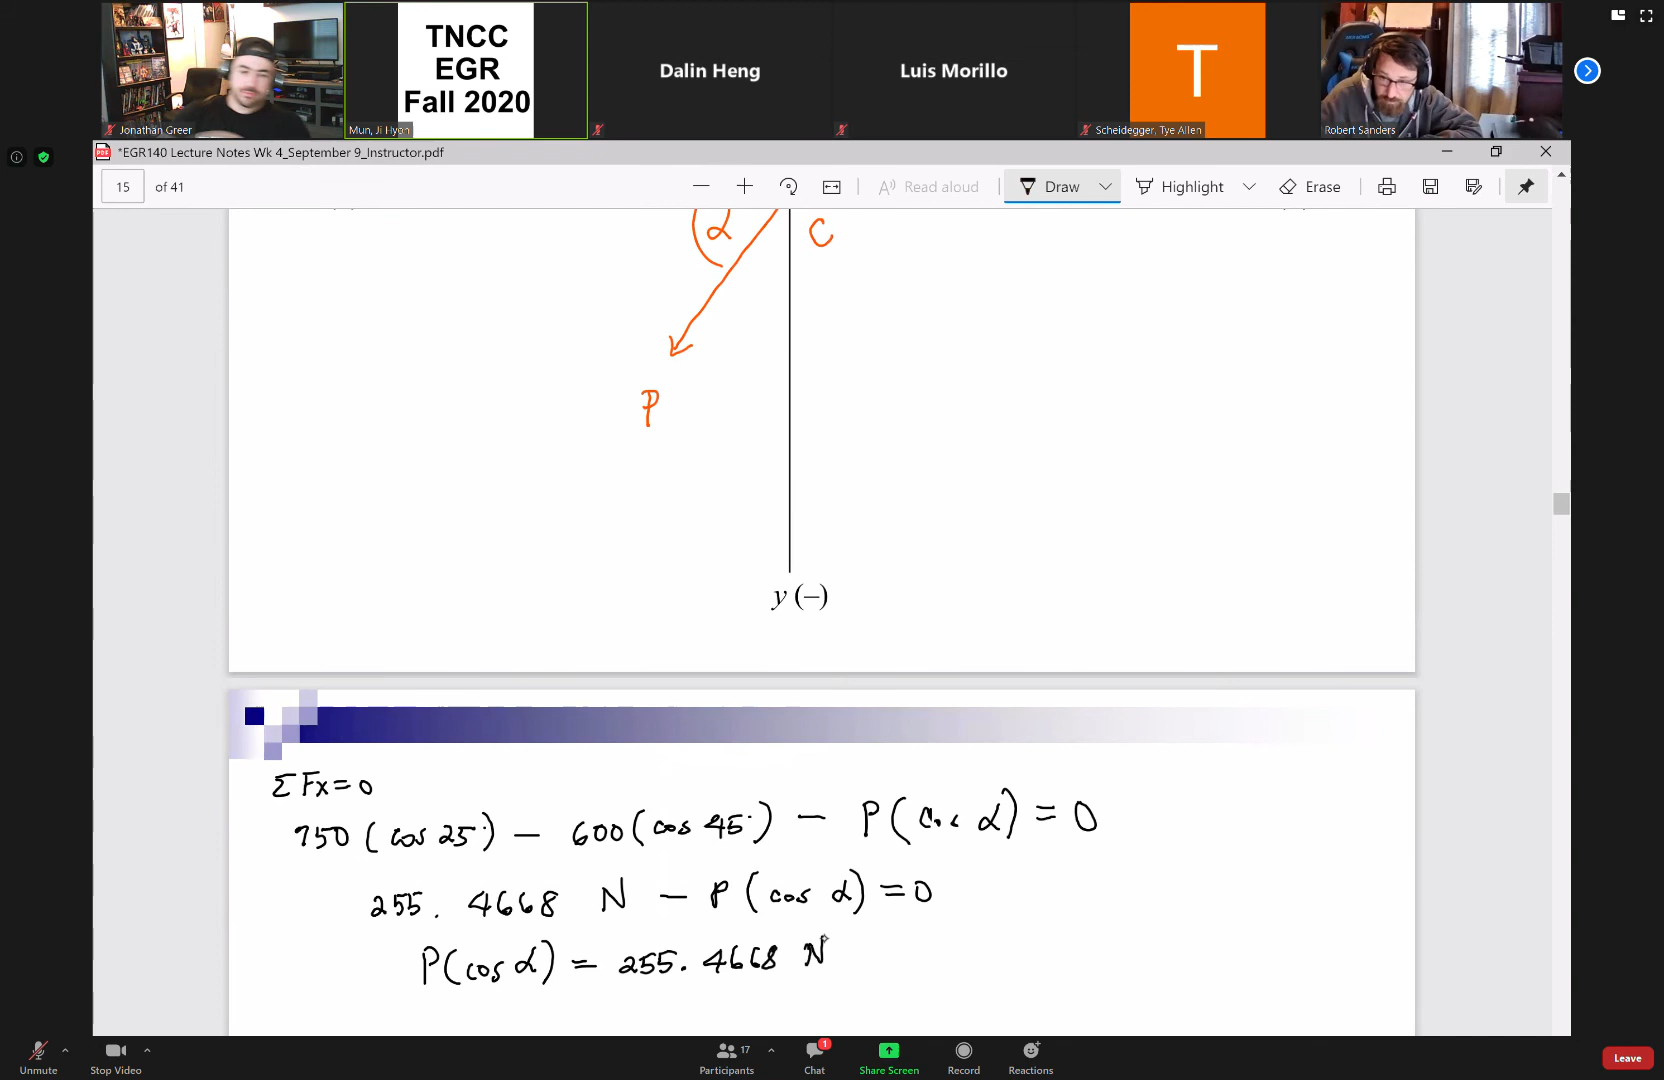 TNCC
EGR
Fall 2020
Dalin Heng
Luis Morillo
T
Jonathan Greer
Mun, Ji Hyon
Scheidegger, Tye Allen
Robert Sanders
*EGR140 Lecture Notes Wk 4_September 9_Instructor.pdf
15 of 41
Read aloud
Draw
Highlight
Erase
α
C
P
y (–)
Σ Fx = 0
750 (cos 25°) – 600 (cos 45°) – P (cos α) = 0
255.4668 N – P (cos α) = 0
P (cos α) = 255.4668 N
Unmute
Stop Video
17
Participants
1
Chat
Share Screen
Record
Reactions
Leave